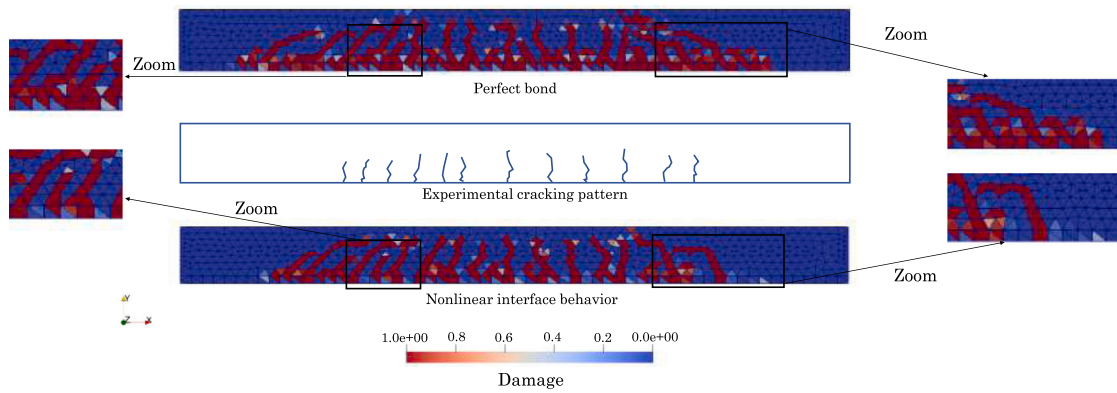 Zoom
Zoom
Perfect bond
Experimental cracking pattern
Zoom
Zoom
Nonlinear interface behavior
Y
Z X
1.0e+00 0.8 0.6 0.4 0.2 0.0e+00
Damage